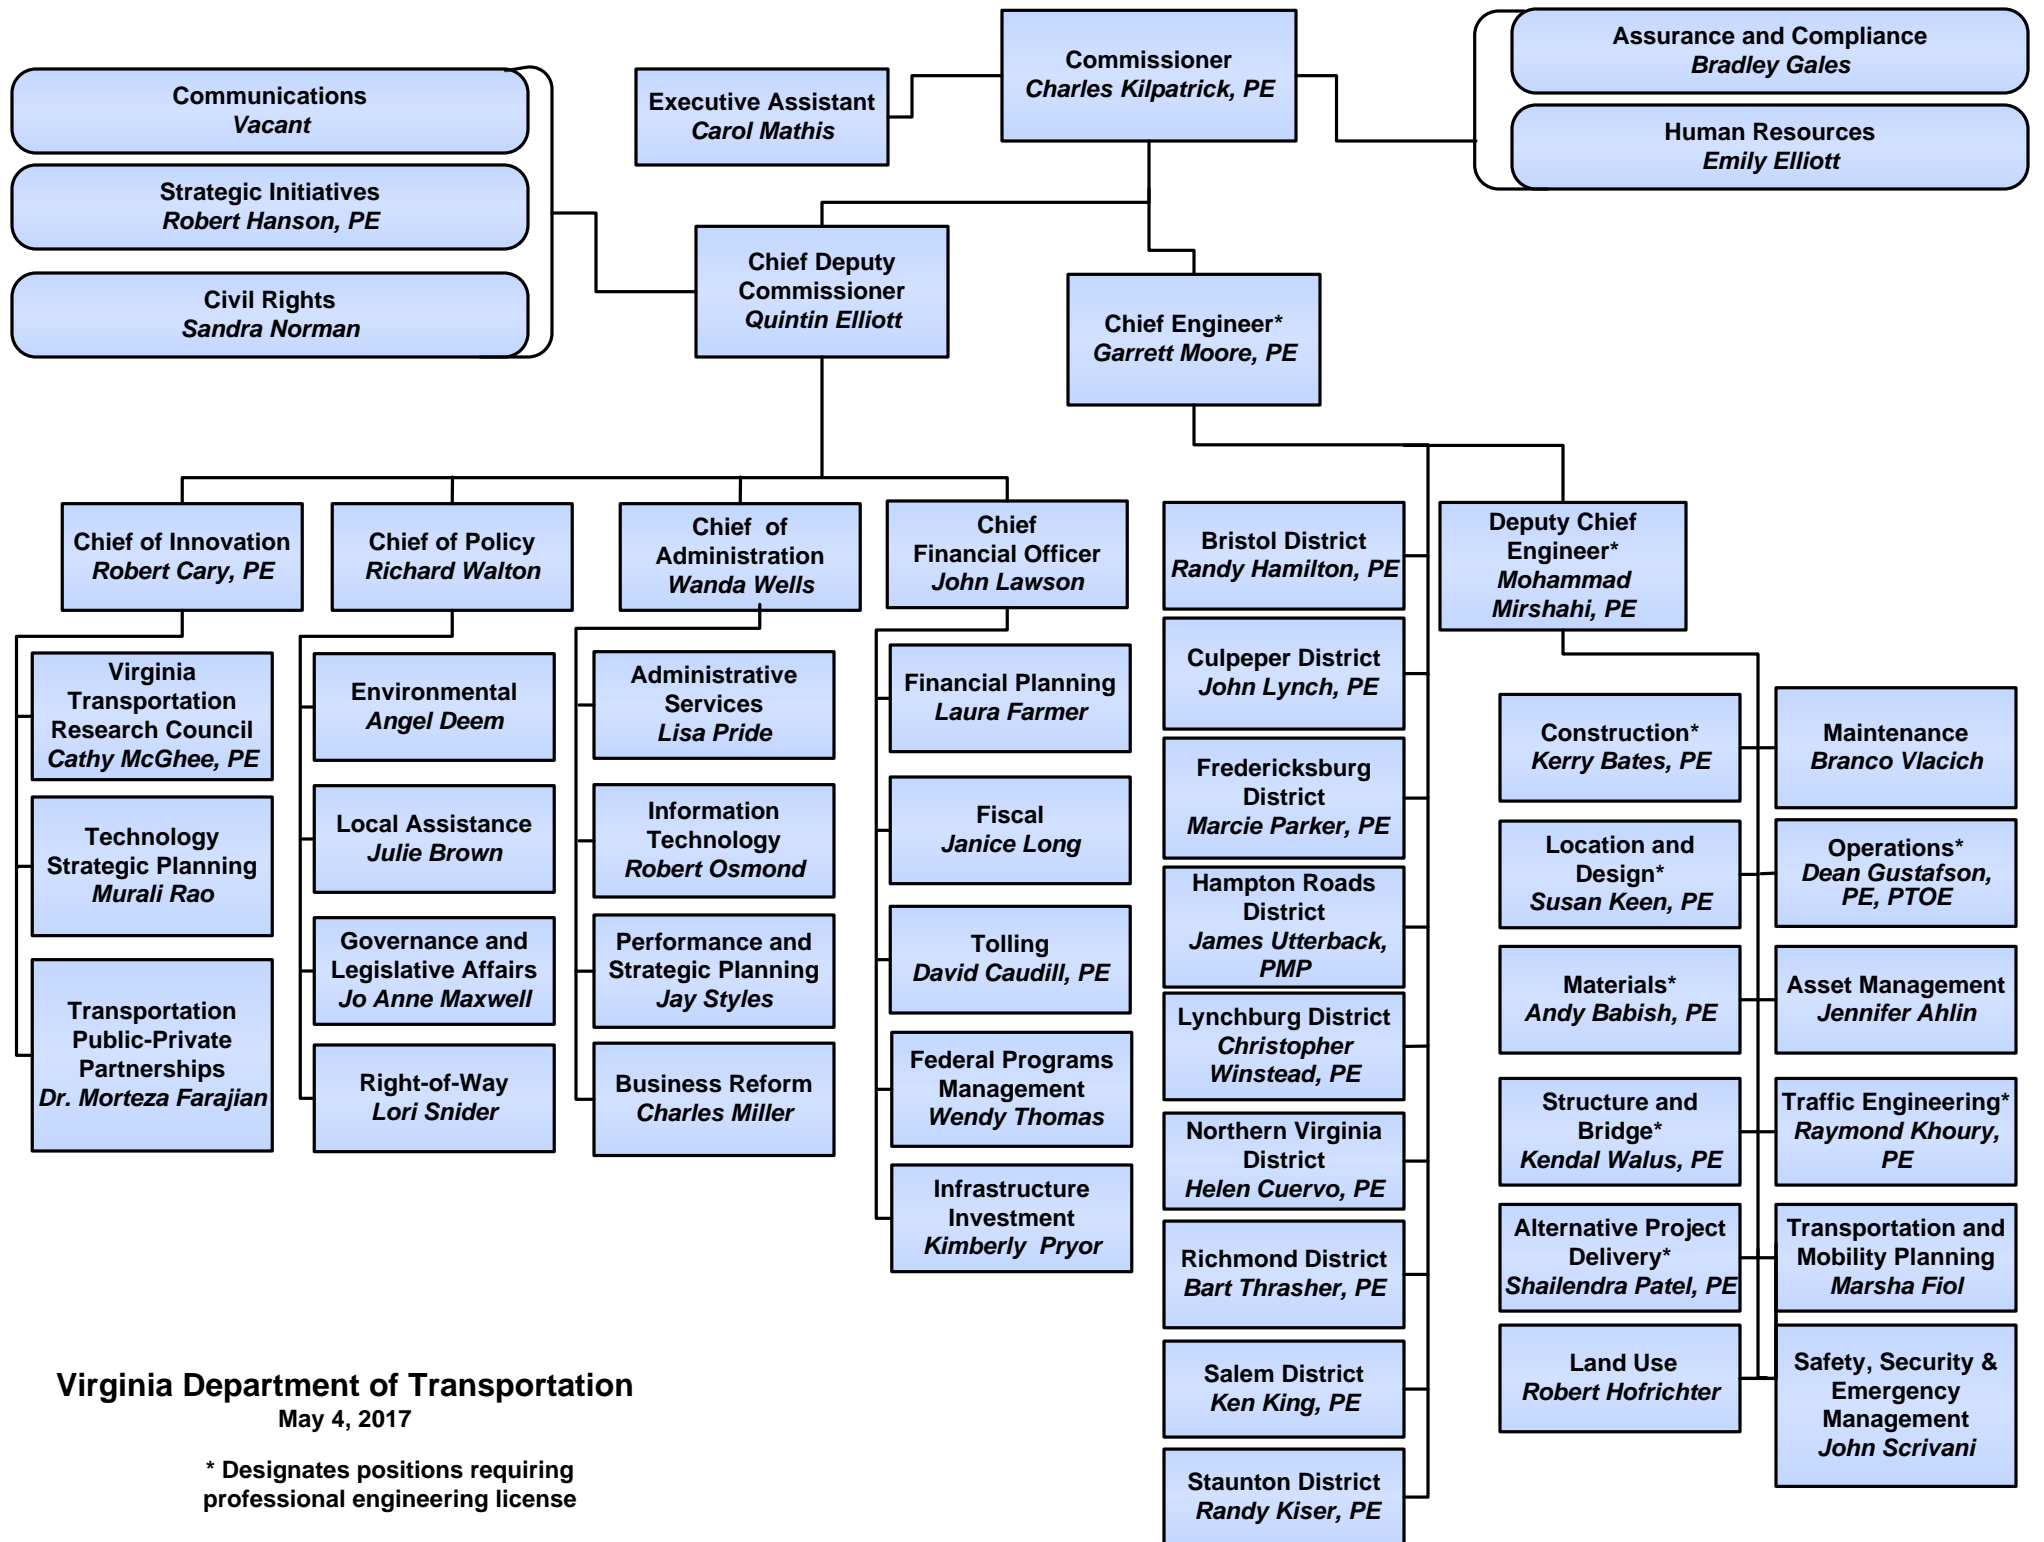 Commissioner
Charles Kilpatrick, PE
Executive Assistant
Carol Mathis
Assurance and Compliance
Bradley Gales
Human Resources
Emily Elliott
Communications
Vacant
Strategic Initiatives
Robert Hanson, PE
Civil Rights
Sandra Norman
Chief Deputy
Commissioner
Quintin Elliott
Chief Engineer*
Garrett Moore, PE
Chief of Innovation
Robert Cary, PE
Virginia
Transportation
Research Council
Cathy McGhee, PE
Technology
Strategic Planning
Murali Rao
Transportation
Public-Private
Partnerships
Dr. Morteza Farajian
Chief of Policy
Richard Walton
Environmental
Angel Deem
Local Assistance
Julie Brown
Governance and
Legislative Affairs
Jo Anne Maxwell
Right-of-Way
Lori Snider
Chief of
Administration
Wanda Wells
Administrative
Services
Lisa Pride
Information
Technology
Robert Osmond
Performance and
Strategic Planning
Jay Styles
Business Reform
Charles Miller
Chief
Financial Officer
John Lawson
Financial Planning
Laura Farmer
Fiscal
Janice Long
Tolling
David Caudill, PE
Federal Programs
Management
Wendy Thomas
Infrastructure
Investment
Kimberly Pryor
Bristol District
Randy Hamilton, PE
Culpeper District
John Lynch, PE
Fredericksburg
District
Marcie Parker, PE
Hampton Roads
District
James Utterback,
PMP
Lynchburg District
Christopher
Winstead, PE
Northern Virginia
District
Helen Cuervo, PE
Richmond District
Bart Thrasher, PE
Salem District
Ken King, PE
Staunton District
Randy Kiser, PE
Deputy Chief
Engineer*
Mohammad
Mirshahi, PE
Construction*
Kerry Bates, PE
Maintenance
Branco Vlacich
Location and
Design*
Susan Keen, PE
Operations*
Dean Gustafson,
PE, PTOE
Materials*
Andy Babish, PE
Asset Management
Jennifer Ahlin
Structure and
Bridge*
Kendal Walus, PE
Traffic Engineering*
Raymond Khoury,
PE
Alternative Project
Delivery*
Shailendra Patel, PE
Transportation and
Mobility Planning
Marsha Fiol
Land Use
Robert Hofrichter
Safety, Security &
Emergency
Management
John Scrivani
Virginia Department of Transportation
May 4, 2017
* Designates positions requiring
professional engineering license